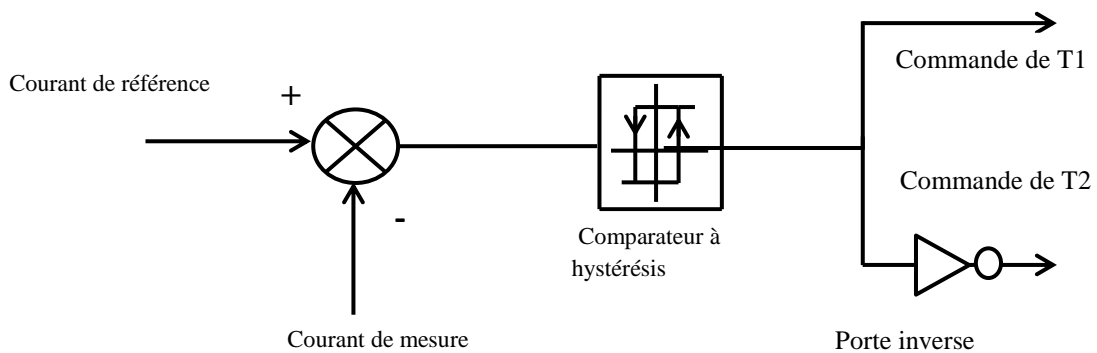 Commande de T1
Courant de référence
+
Commande de T2
-
Comparateur à
hystérésis
Courant de mesure
Porte inverse